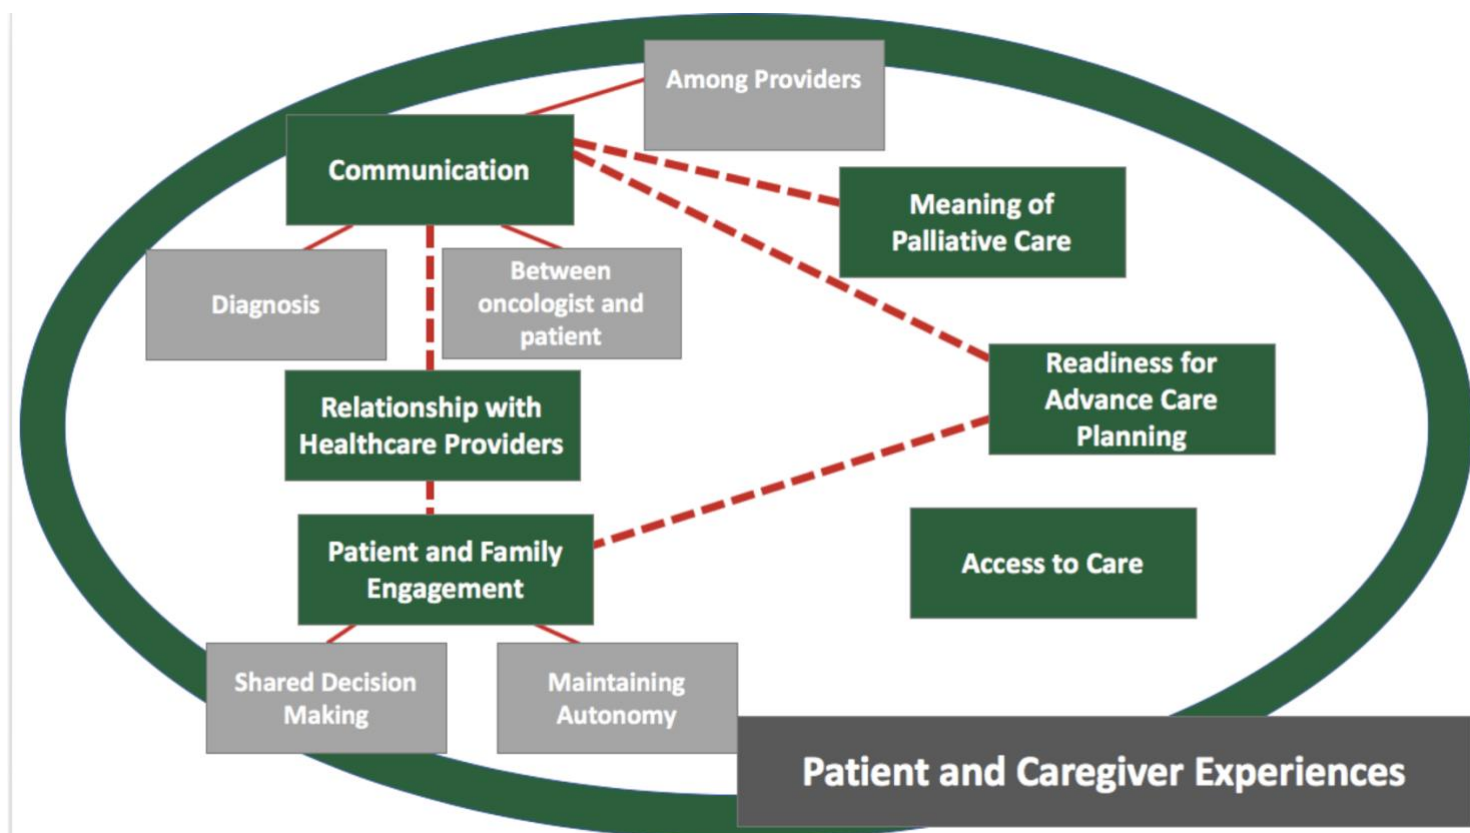 Among Providers
Communication
Meaning of
Palliative Care
Diagnosis
Between
oncologist and
patient
Relationship with
Healthcare Providers
Readiness for
Advance Care
Planning
Patient and Family
Engagement
Access to Care
Shared Decision
Making
Maintaining
Autonomy
Patient and Caregiver Experiences